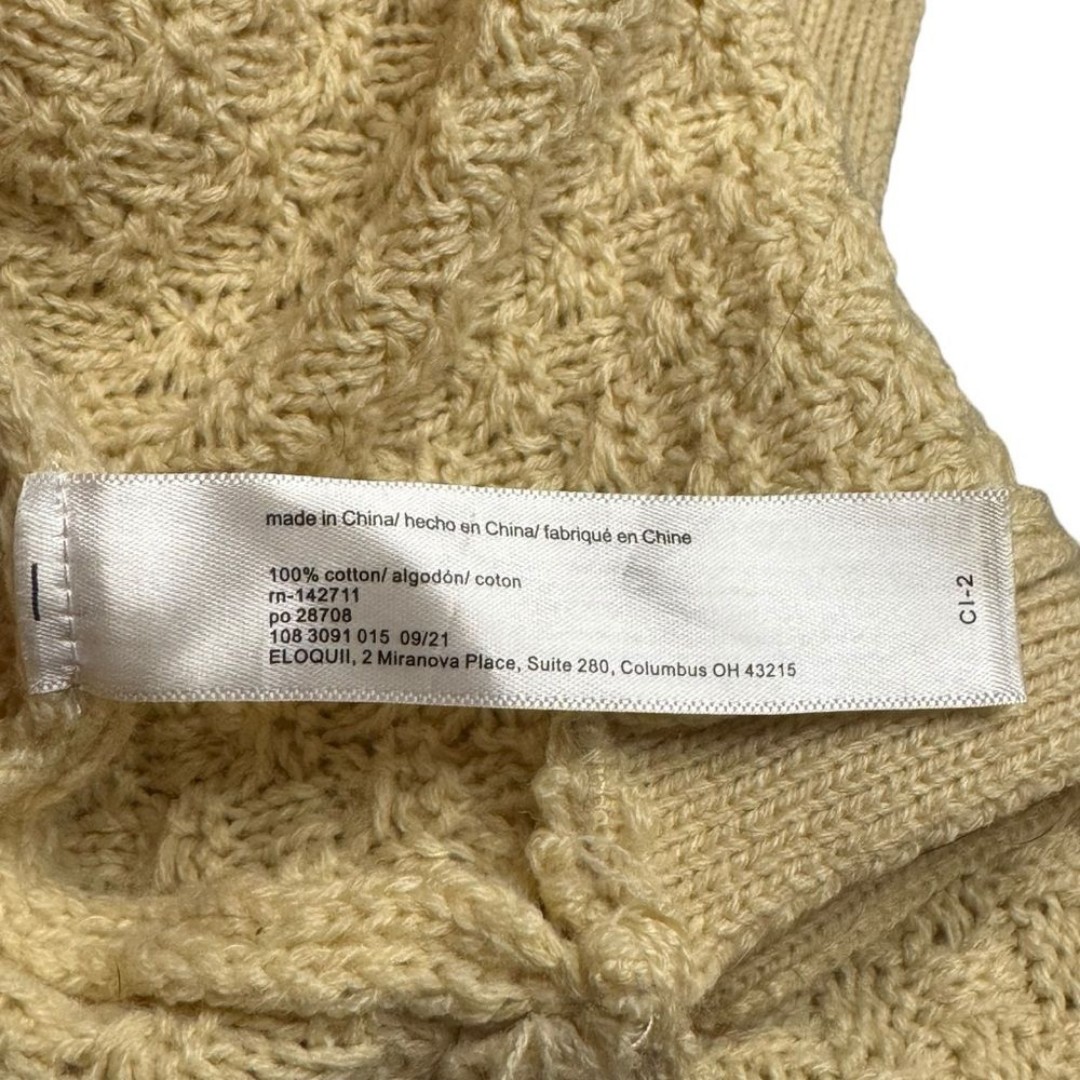 made in China/ hecho en China/ fabriqué en Chine
100% cotton/ algodón/ coton
rn-142711
po 28708
108 3091 015 09/21
ELOQUII, 2 Miranova Place, Suite 280, Columbus OH 43215
CI-2